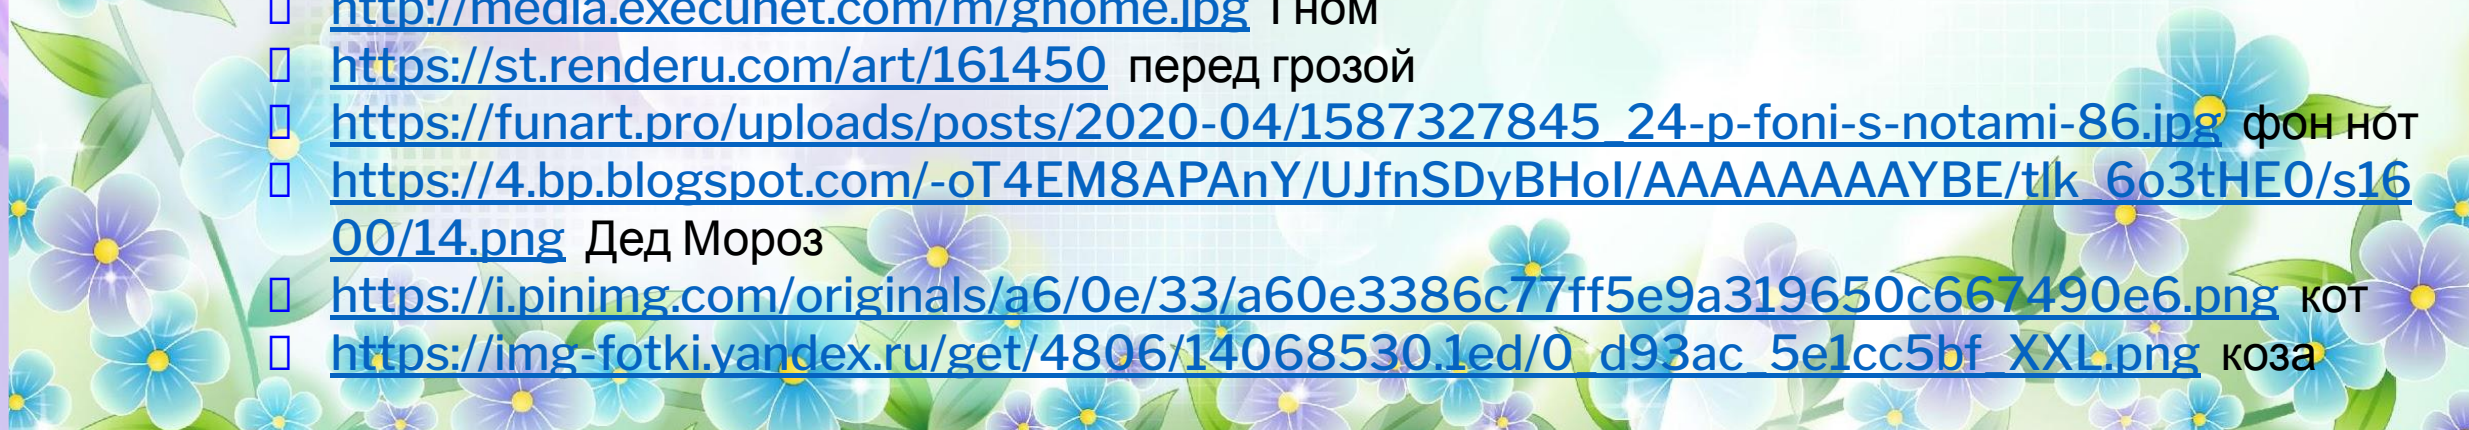 http://media.execunet.com/m/gnome.jpg Гном
https://st.renderu.com/art/161450 перед грозой
https://funart.pro/uploads/posts/2020-04/1587327845_24-p-foni-s-notami-86.jpg фон нот
https://4.bp.blogspot.com/-oT4EM8APAnY/UJfnSDyBHoI/AAAAAAAAYBE/tlk_6o3tHE0/s16
00/14.png Дед Мороз
https://i.pinimg.com/originals/a6/0e/33/a60e3386c77ff5e9a319650c667490e6.png кот
https://img-fotki.yandex.ru/get/4806/14068530.1ed/0_d93ac_5e1cc5bf_XXL.png коза